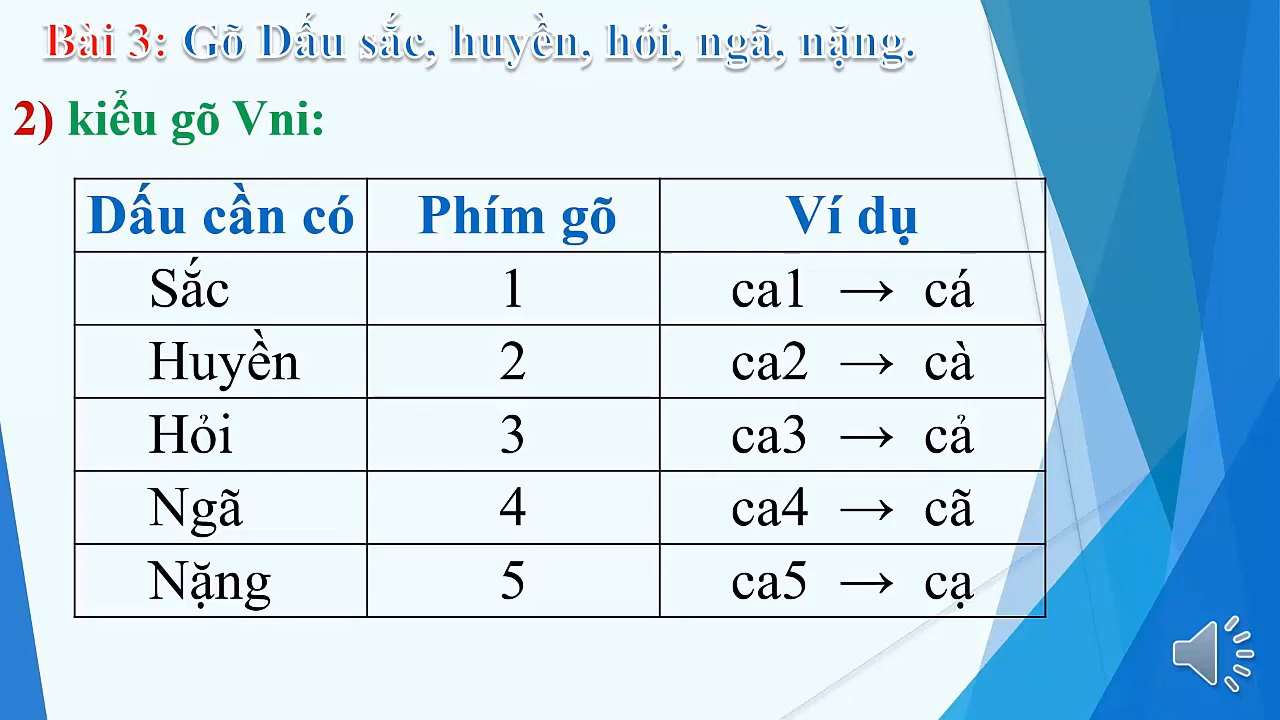 Bài 3: Gõ Dấu sắc, huyền, hỏi, ngã, nặng.
2) kiểu gõ Vni:
Dấu cần có Phím gõ Ví dụ
Sắc 1 ca1 → cá
Huyền 2 ca2 → cà
Hỏi 3 ca3 → cả
Ngã 4 ca4 → cã
Nặng 5 ca5 → cạ